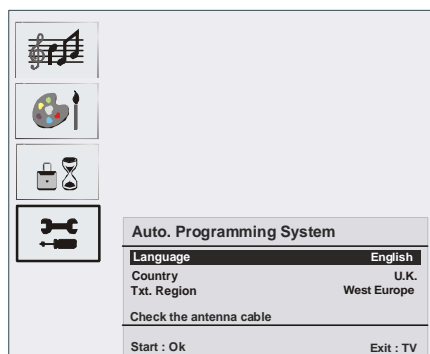 Auto. Programming System
Language English
Country U.K.
Txt. Region West Europe
Check the antenna cable
Start : Ok Exit : TV